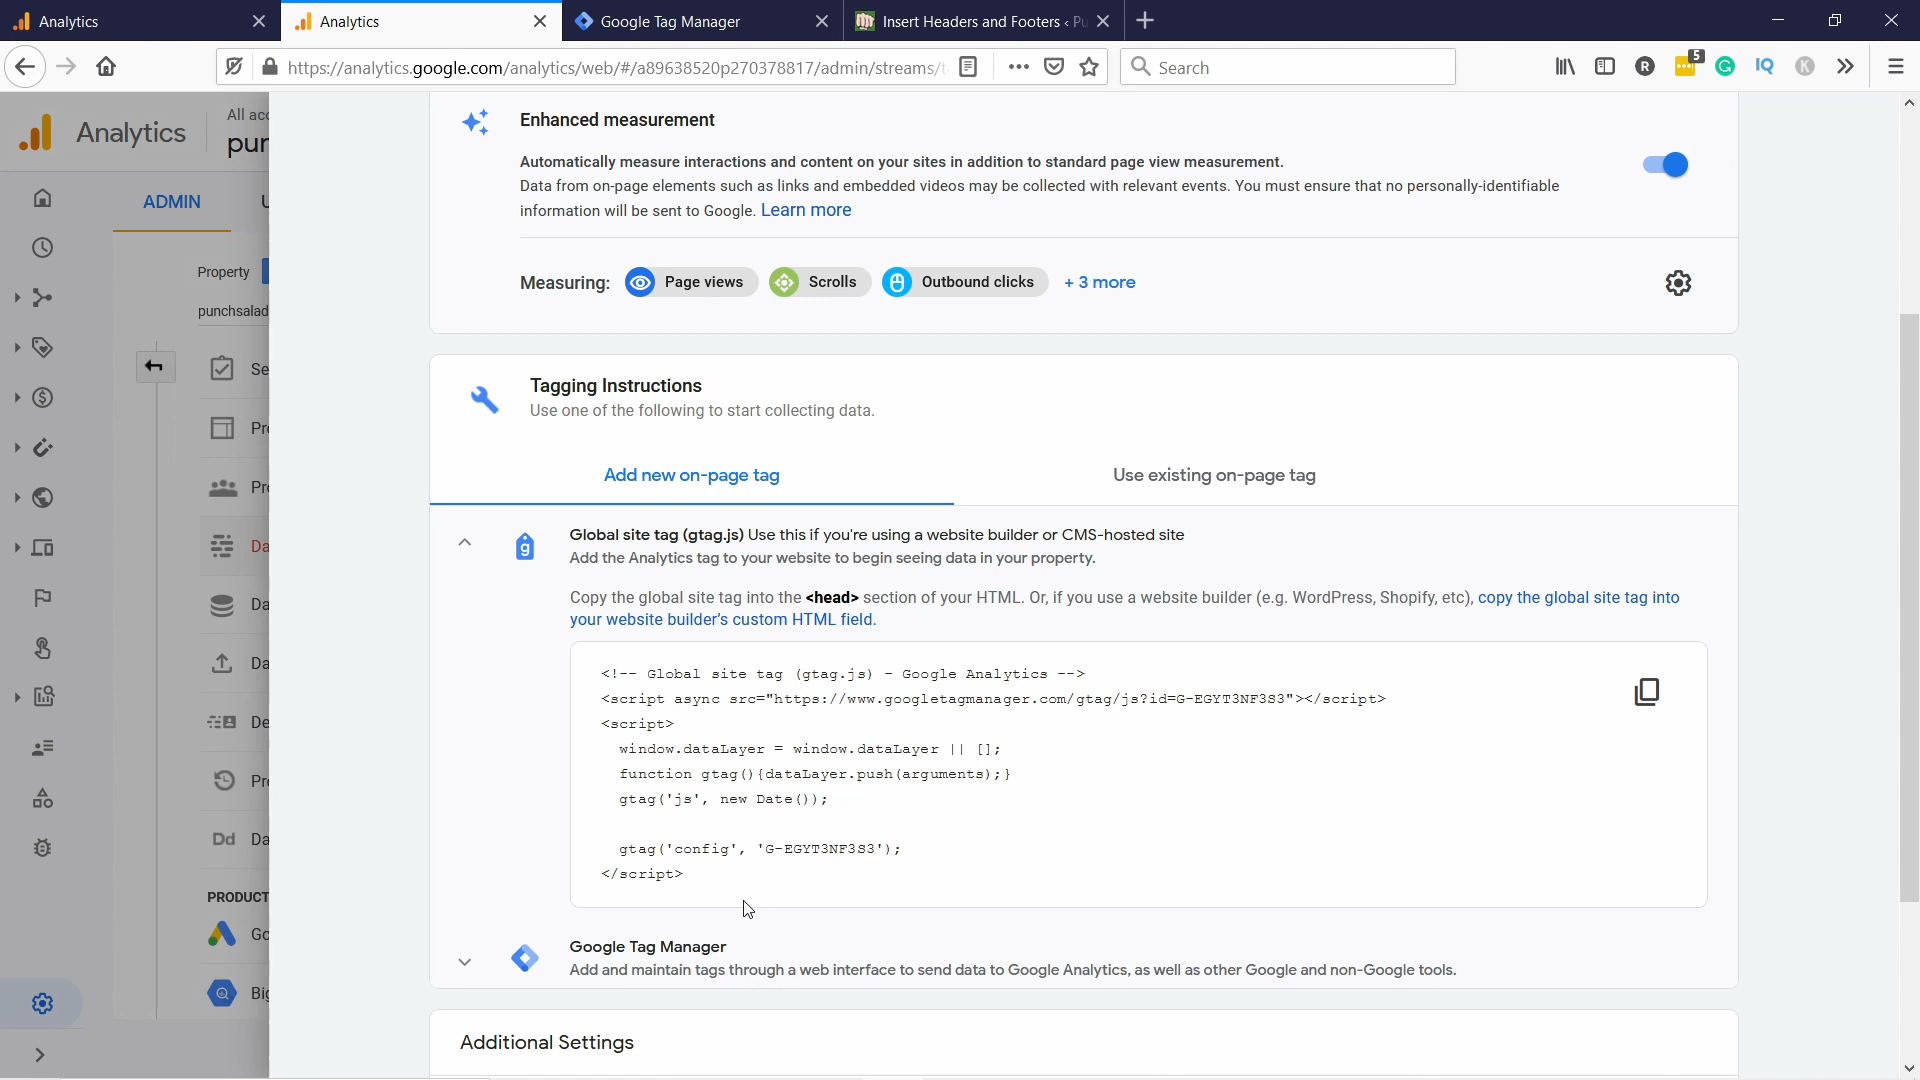 Analytics
Analytics
Google Tag Manager
Insert Headers and Footers ‹ Pu
https://analytics.google.com/analytics/web/#/a89638520p270378817/admin/streams/t
Search
5
R
IQ
K
Analytics
All acc
pur
ADMIN
U
Property
punchsalad
Se
Pr
Pr
Da
Da
Da
De
Pr
Dd Da
PRODUCT
Go
Big
Enhanced measurement
Automatically measure interactions and content on your sites in addition to standard page view measurement.
Data from on-page elements such as links and embedded videos may be collected with relevant events. You must ensure that no personally-identifiable
information will be sent to Google. Learn more
Measuring: Page views Scrolls Outbound clicks + 3 more
Tagging Instructions
Use one of the following to start collecting data.
Add new on-page tag
Use existing on-page tag
Global site tag (gtag.js) Use this if you're using a website builder or CMS-hosted site
Add the Analytics tag to your website to begin seeing data in your property.
Copy the global site tag into the <head> section of your HTML. Or, if you use a website builder (e.g. WordPress, Shopify, etc), copy the global site tag into
your website builder's custom HTML field.
<!-- Global site tag (gtag.js) - Google Analytics -->
<script async src="https://www.googletagmanager.com/gtag/js?id=G-EGYT3NF3S3"></script>
<script>
window.dataLayer = window.dataLayer || [];
function gtag(){dataLayer.push(arguments);}
gtag('js', new Date());
gtag('config', 'G-EGYT3NF3S3');
</script>
Google Tag Manager
Add and maintain tags through a web interface to send data to Google Analytics, as well as other Google and non-Google tools.
Additional Settings